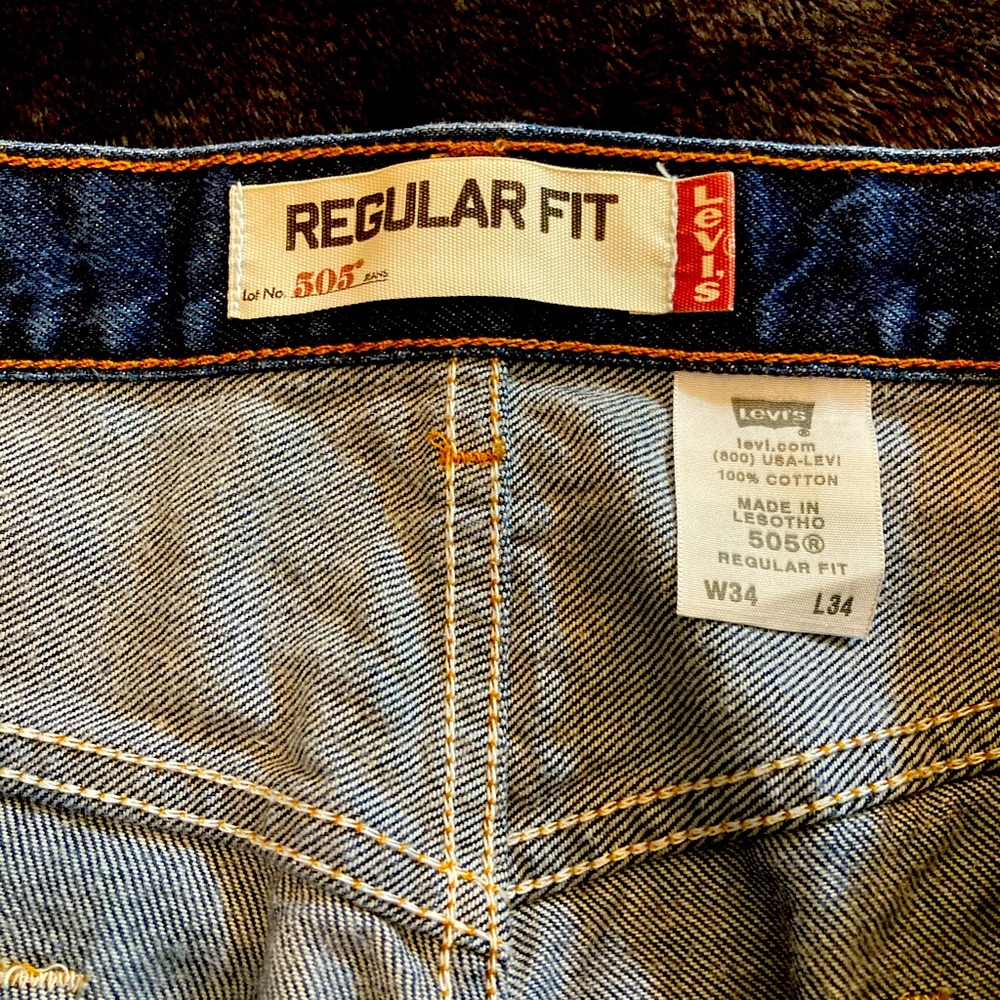 REGULAR FIT
Lot No. 505® JEANS
Levi's
Levi's®
levi.com
(800) USA-LEVI
100% COTTON
MADE IN
LESOTHO
505®
REGULAR FIT
W34 L34